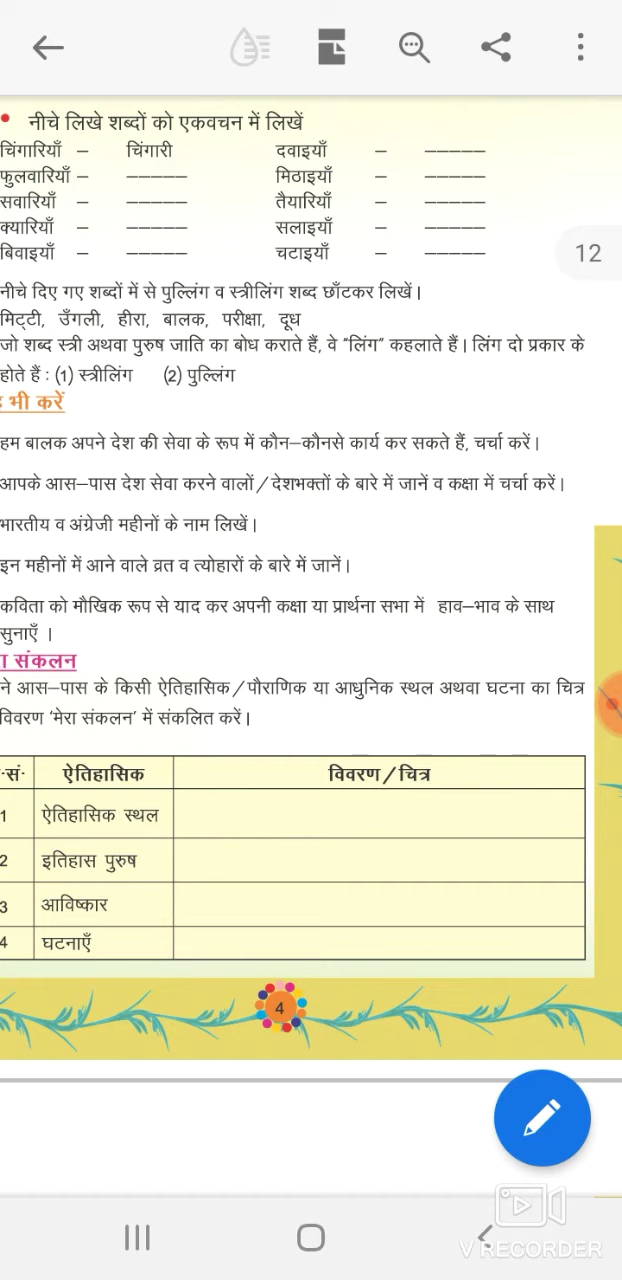 • नीचे लिखे शब्दों को एकवचन में लिखें
चिंगारियाँ – चिंगारी दवाइयाँ – –––––
फुलवारियाँ – ––––– मिठाइयाँ – –––––
सवारियाँ – ––––– तैयारियाँ – –––––
क्यारियाँ – ––––– सलाइयाँ – –––––
बिवाइयाँ – ––––– चटाइयाँ – –––––
12
नीचे दिए गए शब्दों में से पुल्लिंग व स्त्रीलिंग शब्द छाँटकर लिखें।
मिट्टी, उँगली, हीरा, बालक, परीक्षा, दूध
जो शब्द स्त्री अथवा पुरुष जाति का बोध कराते हैं, वे “लिंग” कहलाते हैं। लिंग दो प्रकार के
होते हैं : (1) स्त्रीलिंग (2) पुल्लिंग
भी करें
हम बालक अपने देश की सेवा के रूप में कौन–कौनसे कार्य कर सकते हैं, चर्चा करें।
आपके आस–पास देश सेवा करने वालों/देशभक्तों के बारे में जानें व कक्षा में चर्चा करें।
भारतीय व अंग्रेजी महीनों के नाम लिखें।
इन महीनों में आने वाले व्रत व त्योहारों के बारे में जानें।
कविता को मौखिक रूप से याद कर अपनी कक्षा या प्रार्थना सभा में हाव–भाव के साथ
सुनाएँ ।
ा संकलन
ने आस–पास के किसी ऐतिहासिक/पौराणिक या आधुनिक स्थल अथवा घटना का चित्र
विवरण ‘मेरा संकलन’ में संकलित करें।
·सं· ऐतिहासिक विवरण/चित्र
1 ऐतिहासिक स्थल
2 इतिहास पुरुष
3 आविष्कार
4 घटनाएँ
4
V RECORDER